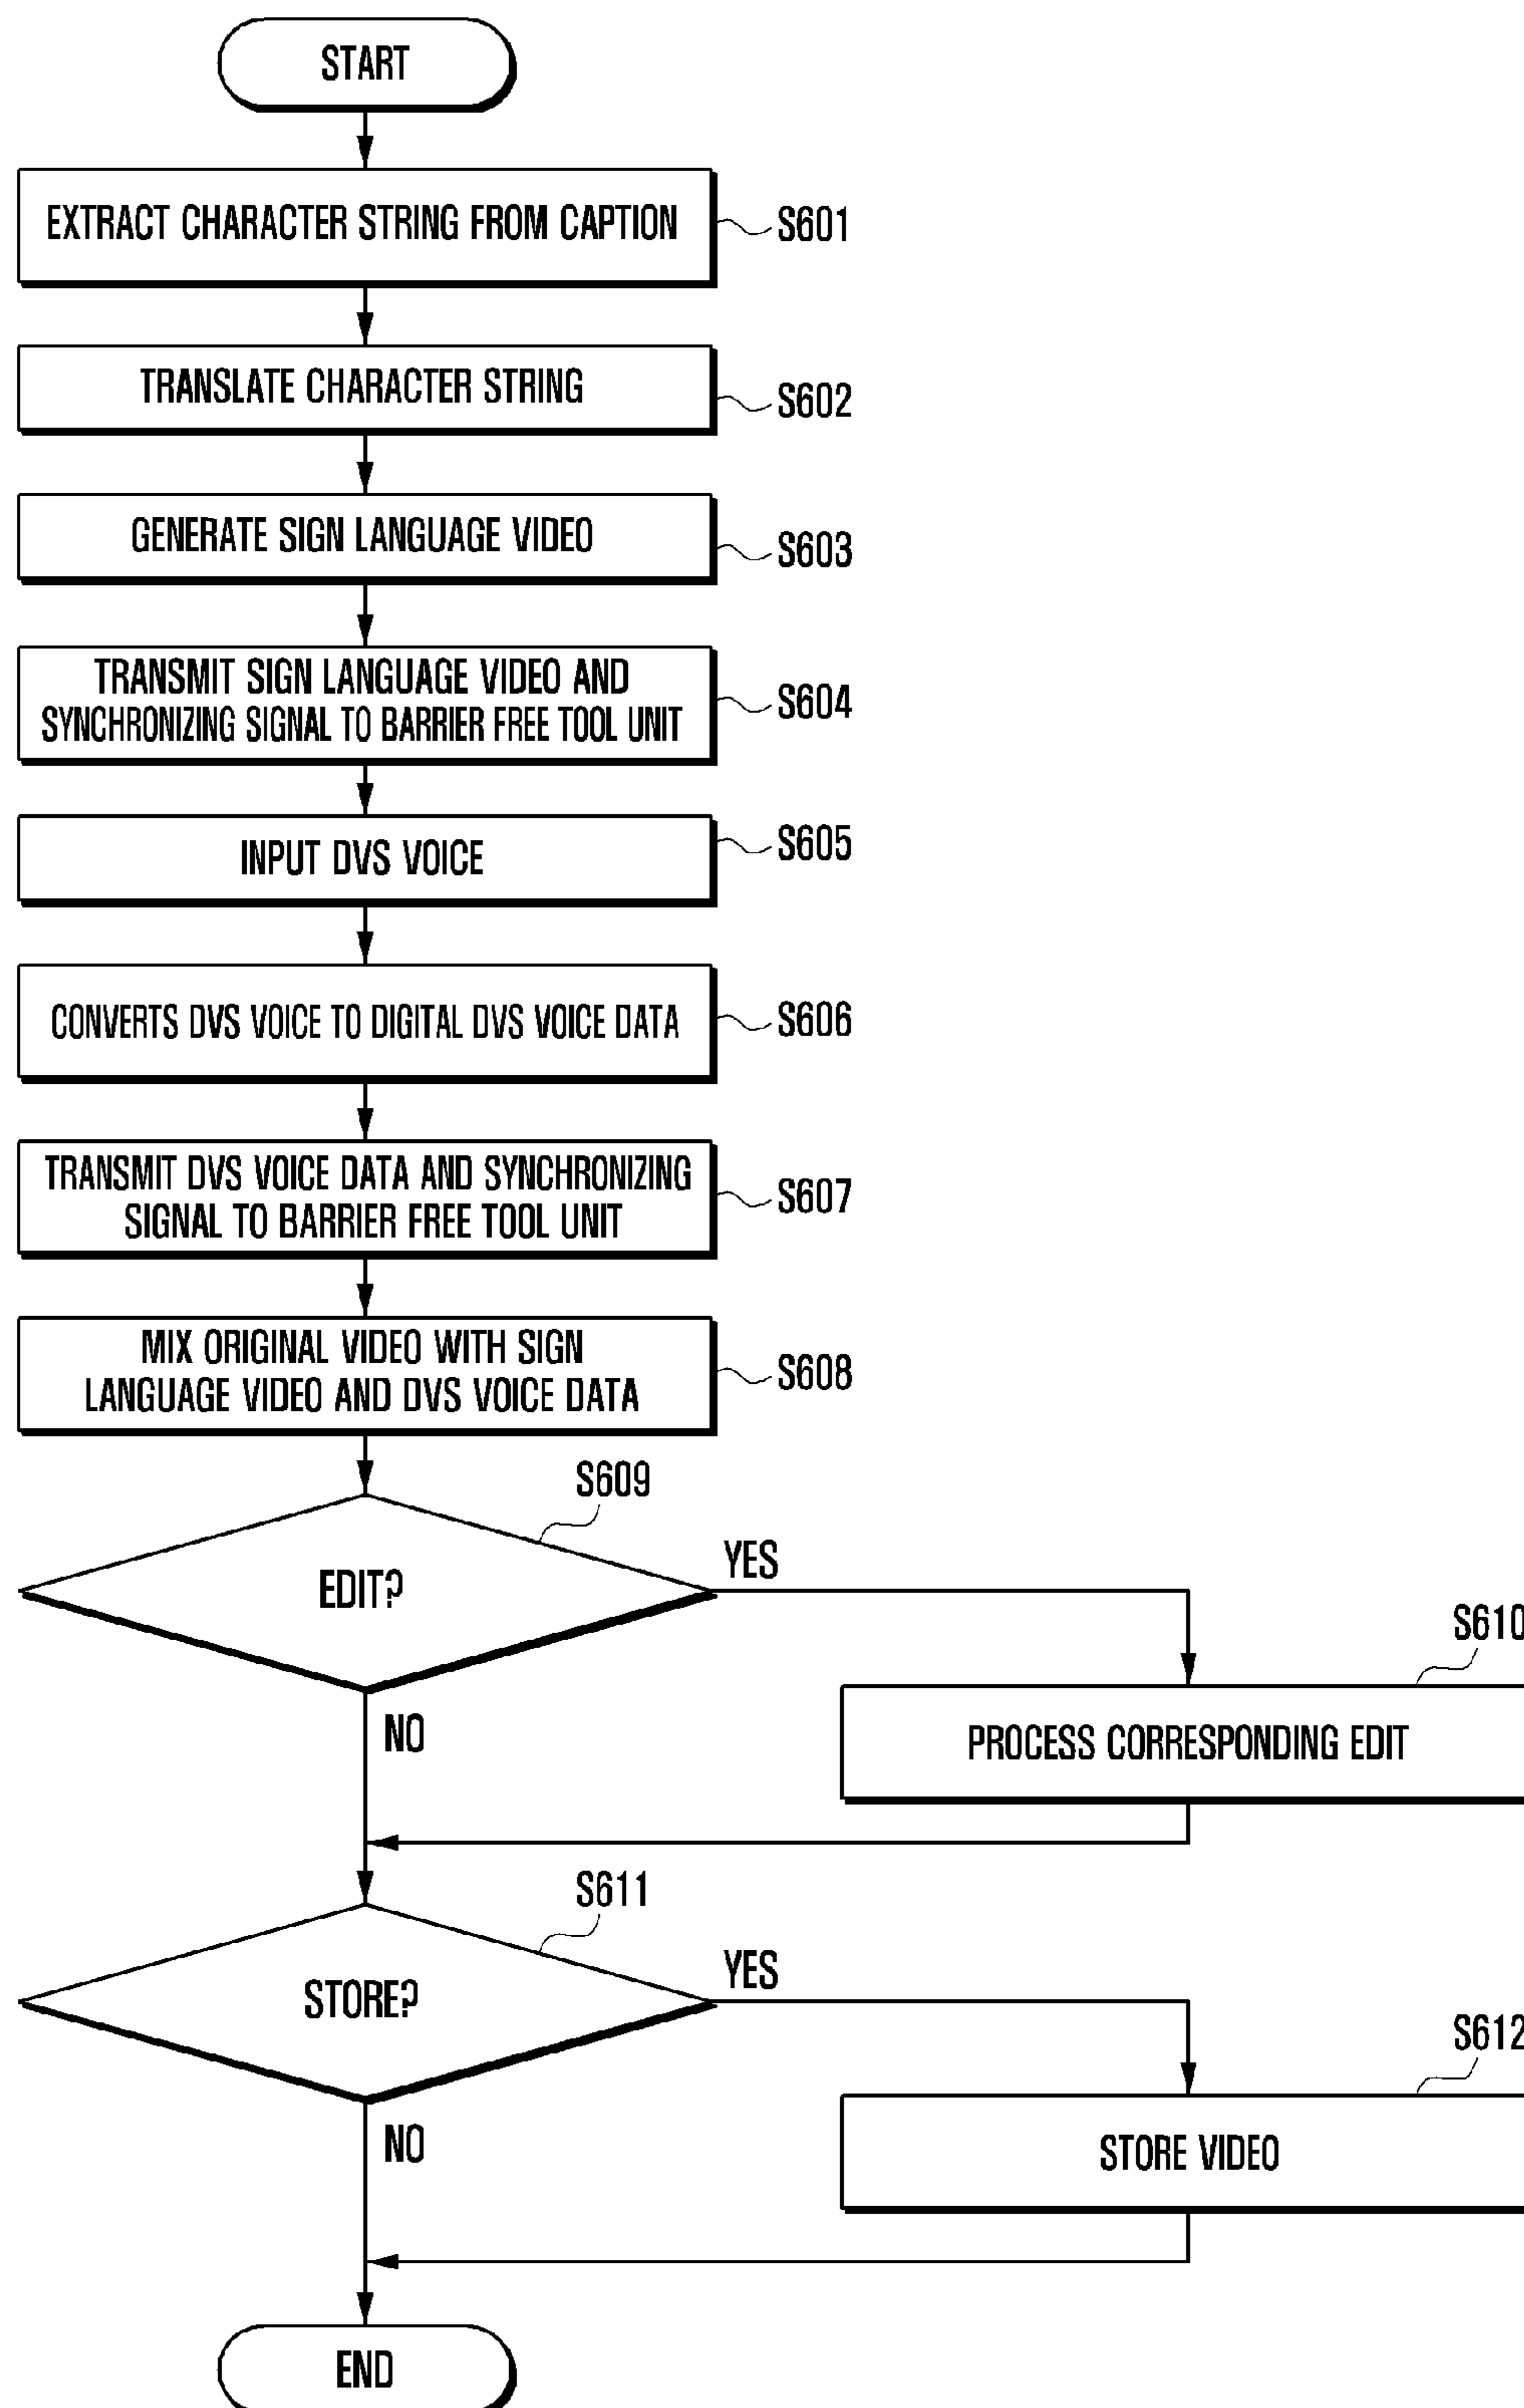 START
EXTRACT CHARACTER STRING FROM CAPTION
S601
TRANSLATE CHARACTER STRING
S602
GENERATE SIGN LANGUAGE VIDEO
S603
TRANSMIT SIGN LANGUAGE VIDEO AND
SYNCHRONIZING SIGNAL TO BARRIER FREE TOOL UNIT
S604
INPUT DVS VOICE
S605
CONVERTS DVS VOICE TO DIGITAL DVS VOICE DATA
S606
TRANSMIT DVS VOICE DATA AND SYNCHRONIZING
SIGNAL TO BARRIER FREE TOOL UNIT
S607
MIX ORIGINAL VIDEO WITH SIGN
LANGUAGE VIDEO AND DVS VOICE DATA
S608
S609
EDIT?
YES
S610
NO
PROCESS CORRESPONDING EDIT
S611
STORE?
YES
S612
NO
STORE VIDEO
END